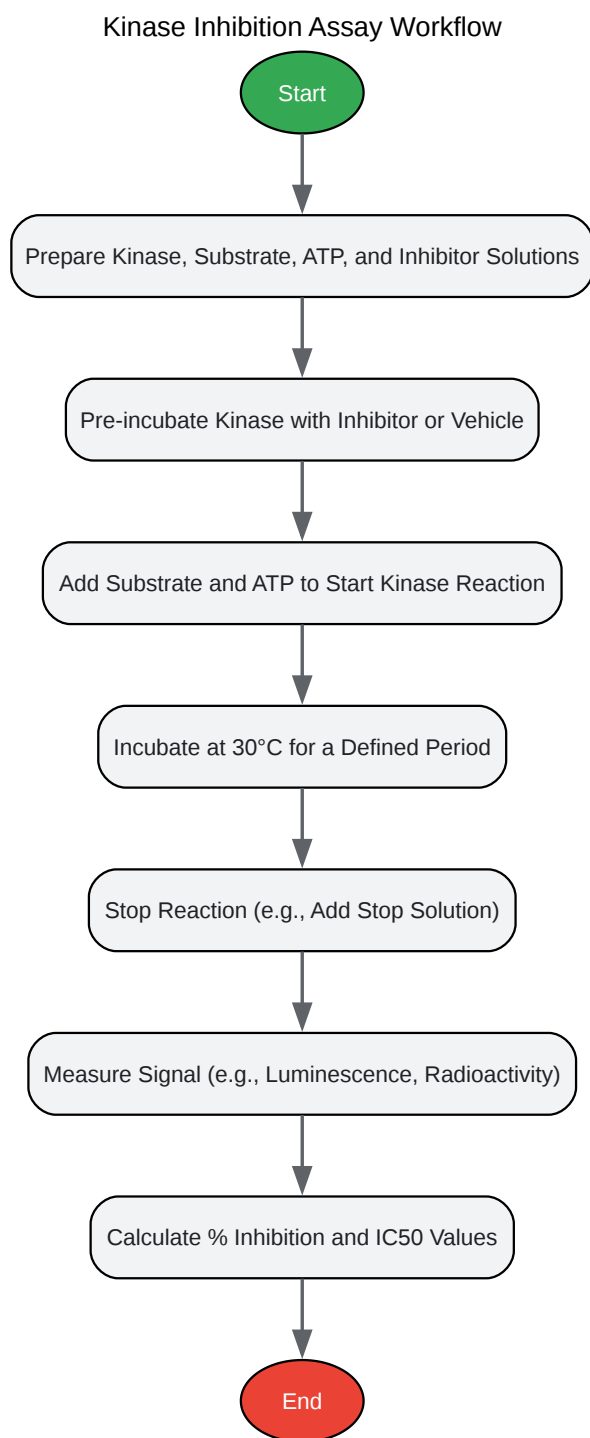 Kinase Inhibition Assay Workflow
Start
Prepare Kinase, Substrate, ATP, and Inhibitor Solutions
Pre-incubate Kinase with Inhibitor or Vehicle
Add Substrate and ATP to Start Kinase Reaction
Incubate at 30°C for a Defined Period
Stop Reaction (e.g., Add Stop Solution)
Measure Signal (e.g., Luminescence, Radioactivity)
Calculate % Inhibition and IC50 Values
End